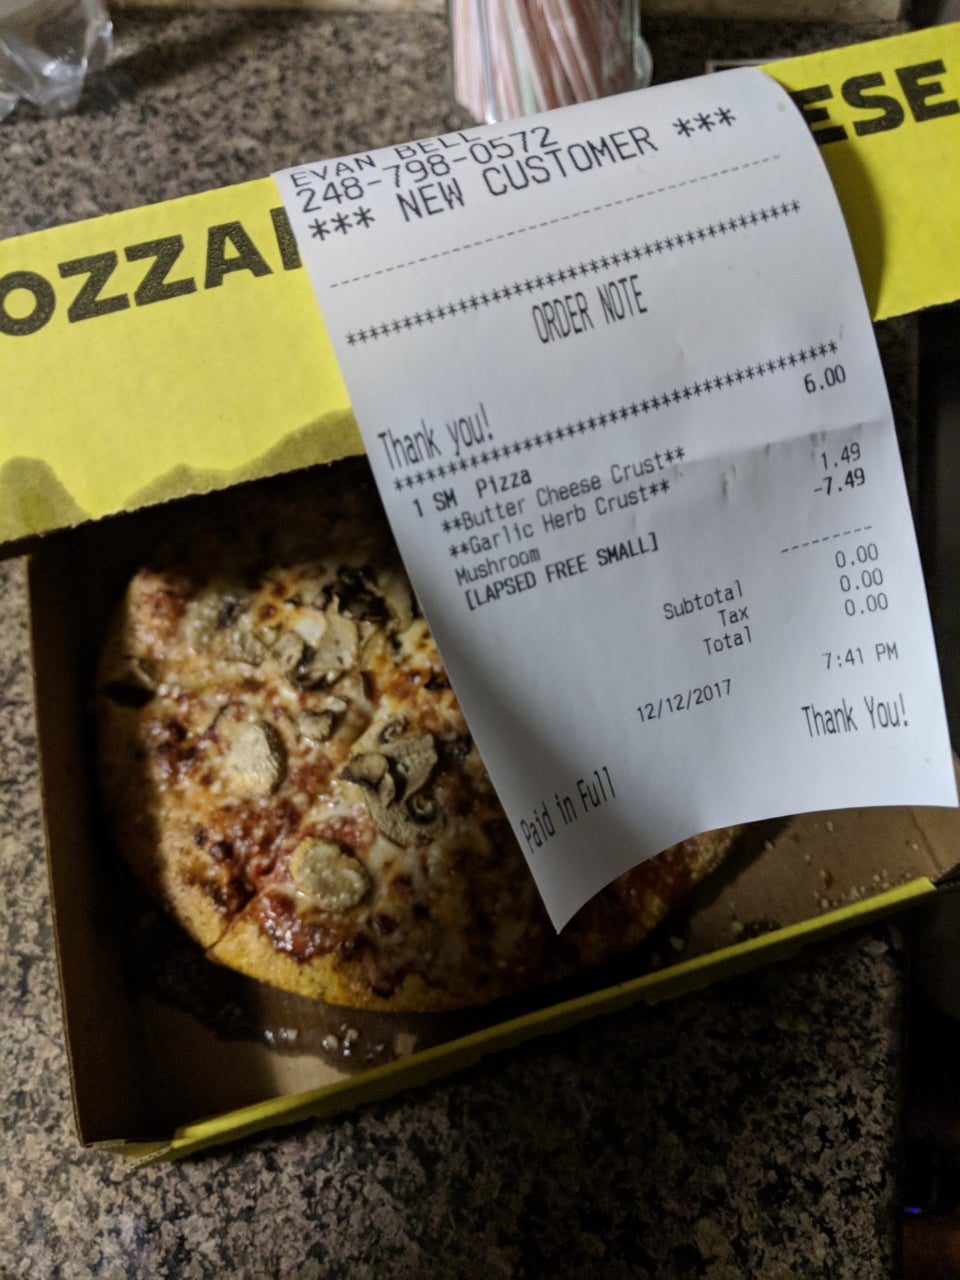 OZZA
ESE
EVAN BELL
248-798-0572
*** NEW CUSTOMER ***
ORDER NOTE
Thank you!
1 SM Pizza 6.00
**Butter Cheese Crust**
**Garlic Herb Crust**
Mushroom 1.49
[LAPSED FREE SMALL] -7.49
Subtotal 0.00
Tax 0.00
Total 0.00
12/12/2017 7:41 PM
Paid in Full Thank You!